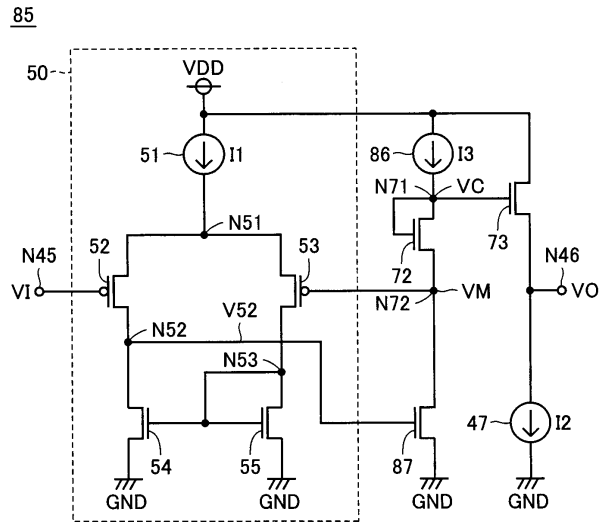 85
50
VDD
51
I1
86
I3
N71
VC
73
N51
72
N45
52
53
N46
VI
VO
N72
VM
N52
V52
N53
54
55
87
47
I2
GND
GND
GND
GND